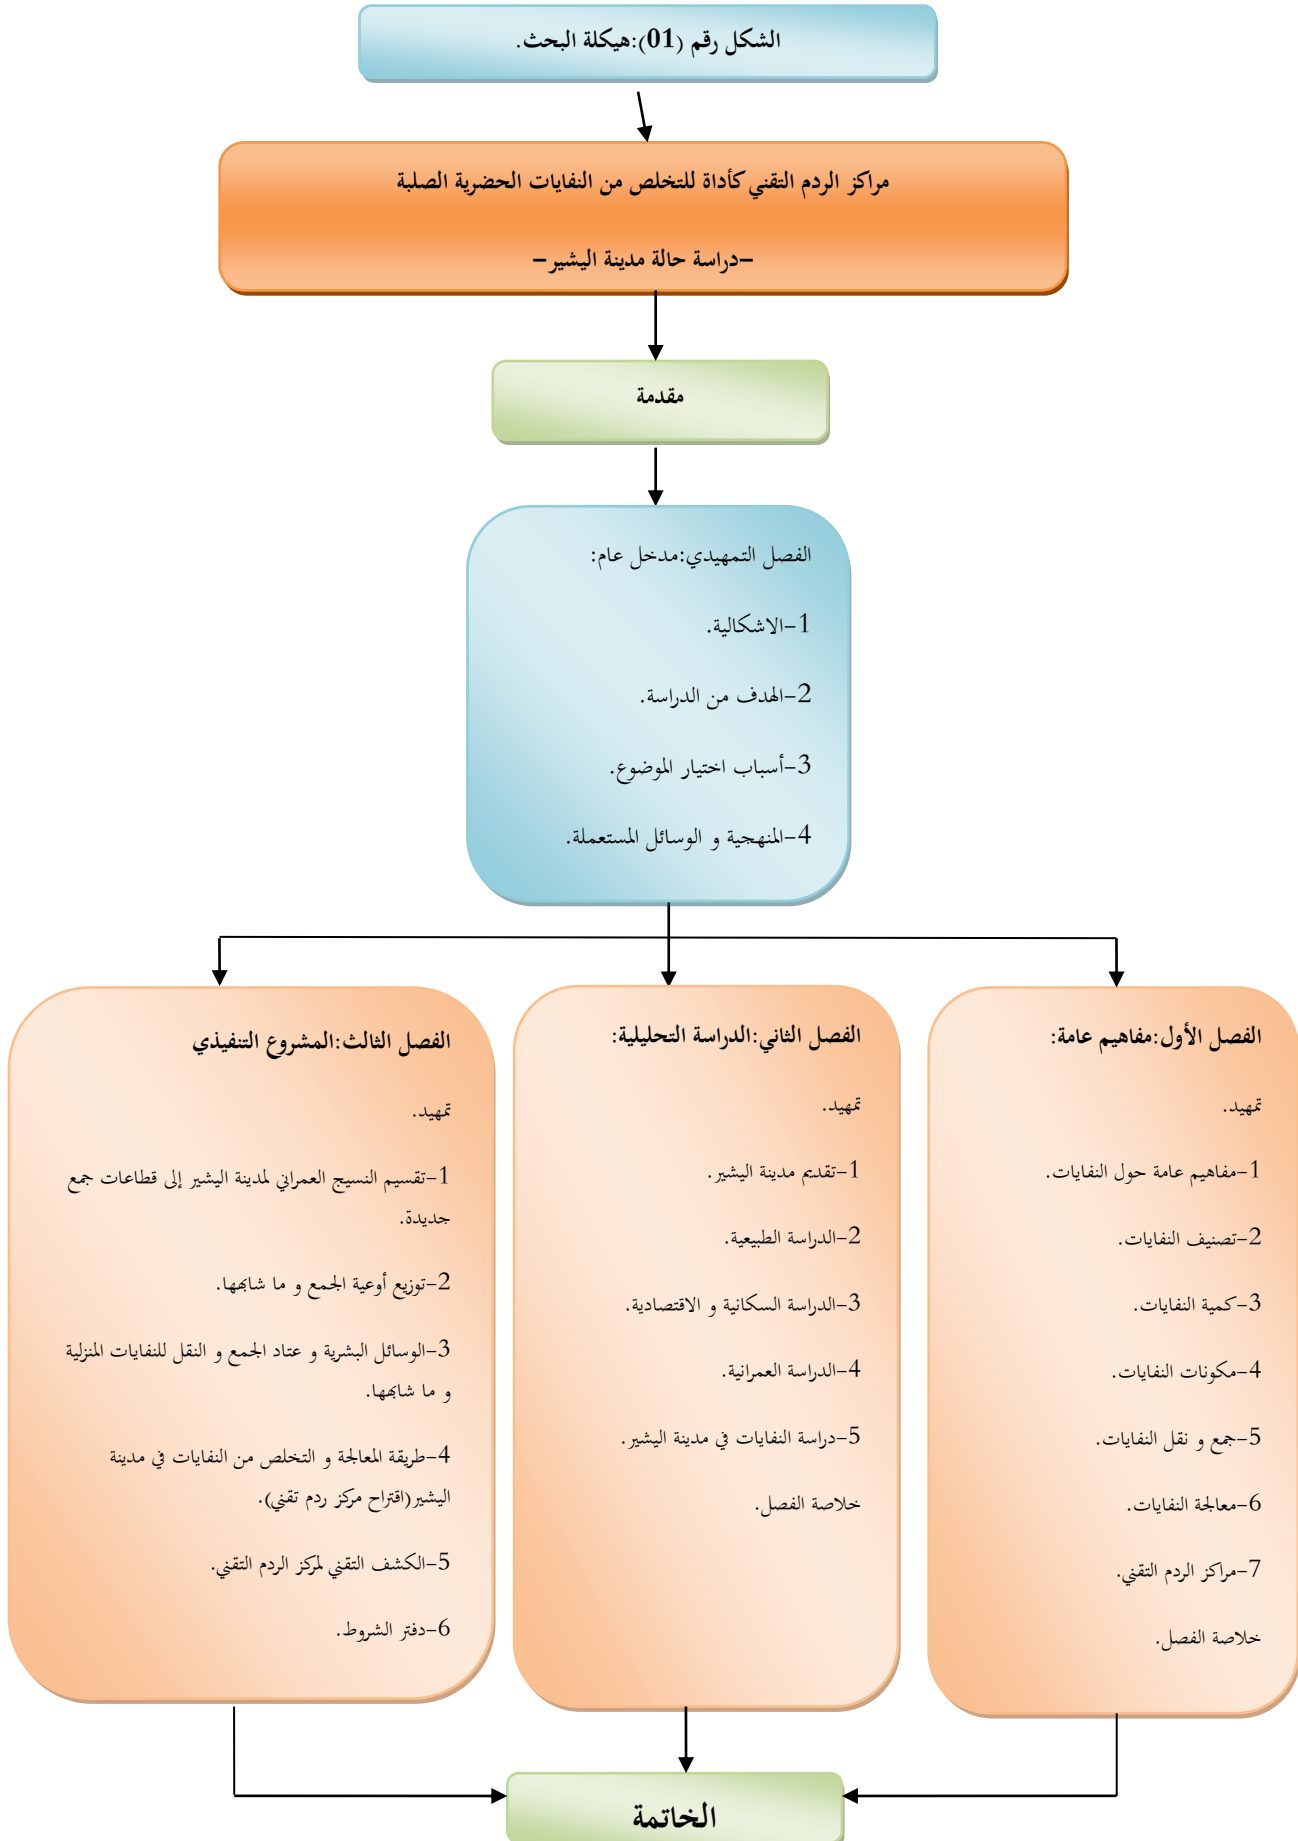 الشكل رقم (01):هيكلة البحث.
مراكز الردم التقني كأداة للتخلص من النفايات الحضرية الصلبة
–دراسة حالة مدينة اليشير–
مقدمة
الفصل التمهيدي:مدخل عام:
1–الاشكالية.
2–الهدف من الدراسة.
3–أسباب اختيار الموضوع.
4–المنهجية و الوسائل المستعملة.
الفصل الأول:مفاهيم عامة:
تمهيد.
1–مفاهيم عامة حول النفايات.
2–تصنيف النفايات.
3–كمية النفايات.
4–مكونات النفايات.
5–جمع و نقل النفايات.
6–معالجة النفايات.
7–مراكز الردم التقني.
خلاصة الفصل.
الفصل الثاني:الدراسة التحليلية:
تمهيد.
1–تقديم مدينة اليشير.
2–الدراسة الطبيعية.
3–الدراسة السكانية و الاقتصادية.
4–الدراسة العمرانية.
5–دراسة النفايات في مدينة اليشير.
خلاصة الفصل.
الفصل الثالث:المشروع التنفيذي
تمهيد.
1–تقسيم النسيج العمراني لمدينة اليشير إلى قطاعات جمع
جديدة.
2–توزيع أوعية الجمع و ما شابهها.
3–الوسائل البشرية و عتاد الجمع و النقل للنفايات المنزلية
و ما شابهها.
4–طريقة المعالجة و التخلص من النفايات في مدينة
اليشير(اقتراح مركز ردم تقني).
5–الكشف التقني لمركز الردم التقني.
6–دفتر الشروط.
الخاتمة